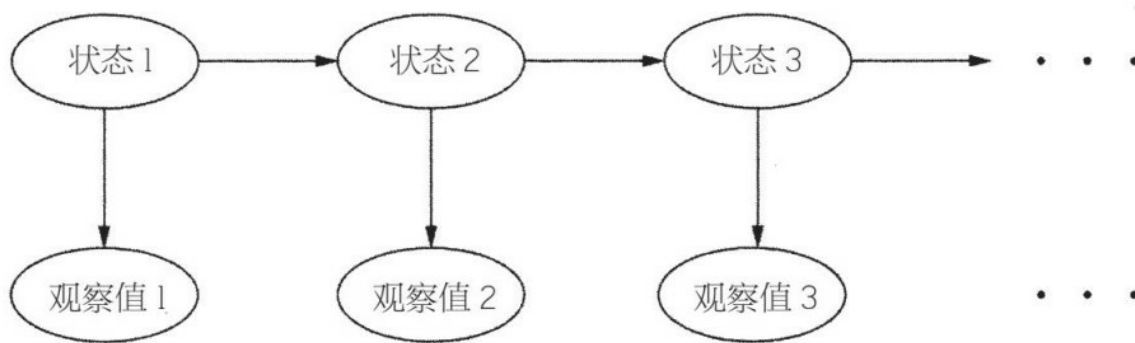 状态 1 状态 2 状态 3 · · ·
观察值 1 观察值 2 观察值 3 · · ·